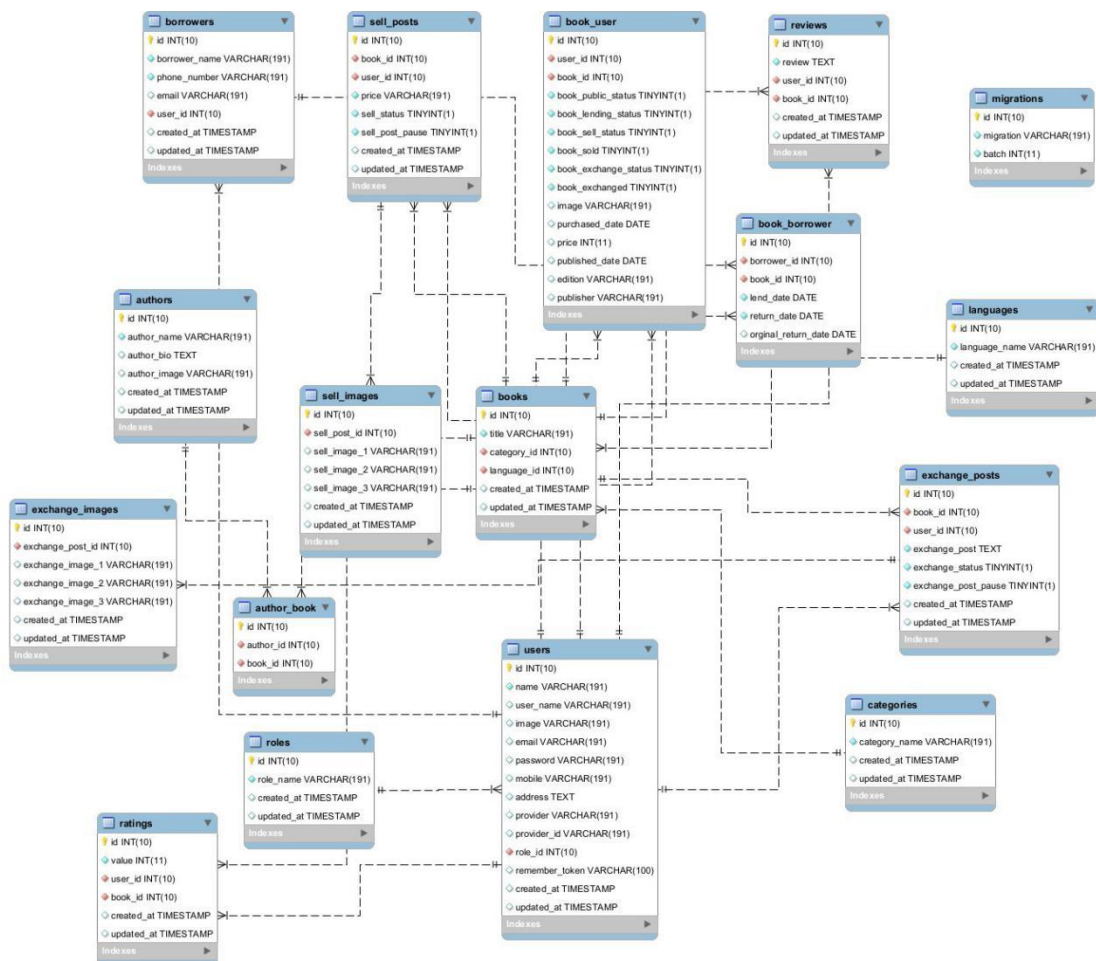 borrowers
id INT(10)
borrower_name VARCHAR(191)
phone_number VARCHAR(191)
email VARCHAR(191)
user_id INT(10)
created_at TIMESTAMP
updated_at TIMESTAMP
Indexes
sell_posts
id INT(10)
book_id INT(10)
user_id INT(10)
price VARCHAR(191)
sell_status TINYINT(1)
sell_post_pause TINYINT(1)
created_at TIMESTAMP
updated_at TIMESTAMP
Indexes
book_user
id INT(10)
user_id INT(10)
book_id INT(10)
book_public_status TINYINT(1)
book_lending_status TINYINT(1)
book_sell_status TINYINT(1)
book_sold TINYINT(1)
book_exchange_status TINYINT(1)
book_exchanged TINYINT(1)
image VARCHAR(191)
purchased_date DATE
price INT(11)
published_date DATE
edition VARCHAR(191)
publisher VARCHAR(191)
Indexes
reviews
id INT(10)
review TEXT
user_id INT(10)
book_id INT(10)
created_at TIMESTAMP
updated_at TIMESTAMP
Indexes
migrations
id INT(10)
migration VARCHAR(191)
batch INT(11)
Indexes
book_borrower
id INT(10)
borrower_id INT(10)
book_id INT(10)
lend_date DATE
return_date DATE
orginal_return_date DATE
Indexes
authors
id INT(10)
author_name VARCHAR(191)
author_bio TEXT
author_image VARCHAR(191)
created_at TIMESTAMP
updated_at TIMESTAMP
Indexes
languages
id INT(10)
language_name VARCHAR(191)
created_at TIMESTAMP
updated_at TIMESTAMP
Indexes
sell_images
id INT(10)
sell_post_id INT(10)
sell_image_1 VARCHAR(191)
sell_image_2 VARCHAR(191)
sell_image_3 VARCHAR(191)
created_at TIMESTAMP
updated_at TIMESTAMP
Indexes
books
id INT(10)
title VARCHAR(191)
category_id INT(10)
language_id INT(10)
created_at TIMESTAMP
updated_at TIMESTAMP
Indexes
exchange_posts
id INT(10)
book_id INT(10)
user_id INT(10)
exchange_post TEXT
exchange_status TINYINT(1)
exchange_post_pause TINYINT(1)
created_at TIMESTAMP
updated_at TIMESTAMP
Indexes
exchange_images
id INT(10)
exchange_post_id INT(10)
exchange_image_1 VARCHAR(191)
exchange_image_2 VARCHAR(191)
exchange_image_3 VARCHAR(191)
created_at TIMESTAMP
updated_at TIMESTAMP
Indexes
author_book
id INT(10)
author_id INT(10)
book_id INT(10)
Indexes
users
id INT(10)
name VARCHAR(191)
user_name VARCHAR(191)
image VARCHAR(191)
email VARCHAR(191)
password VARCHAR(191)
mobile VARCHAR(191)
address TEXT
provider VARCHAR(191)
provider_id VARCHAR(191)
role_id INT(10)
remember_token VARCHAR(100)
created_at TIMESTAMP
updated_at TIMESTAMP
Indexes
categories
id INT(10)
category_name VARCHAR(191)
created_at TIMESTAMP
updated_at TIMESTAMP
Indexes
roles
id INT(10)
role_name VARCHAR(191)
created_at TIMESTAMP
updated_at TIMESTAMP
Indexes
ratings
id INT(10)
value INT(11)
user_id INT(10)
book_id INT(10)
created_at TIMESTAMP
updated_at TIMESTAMP
Indexes